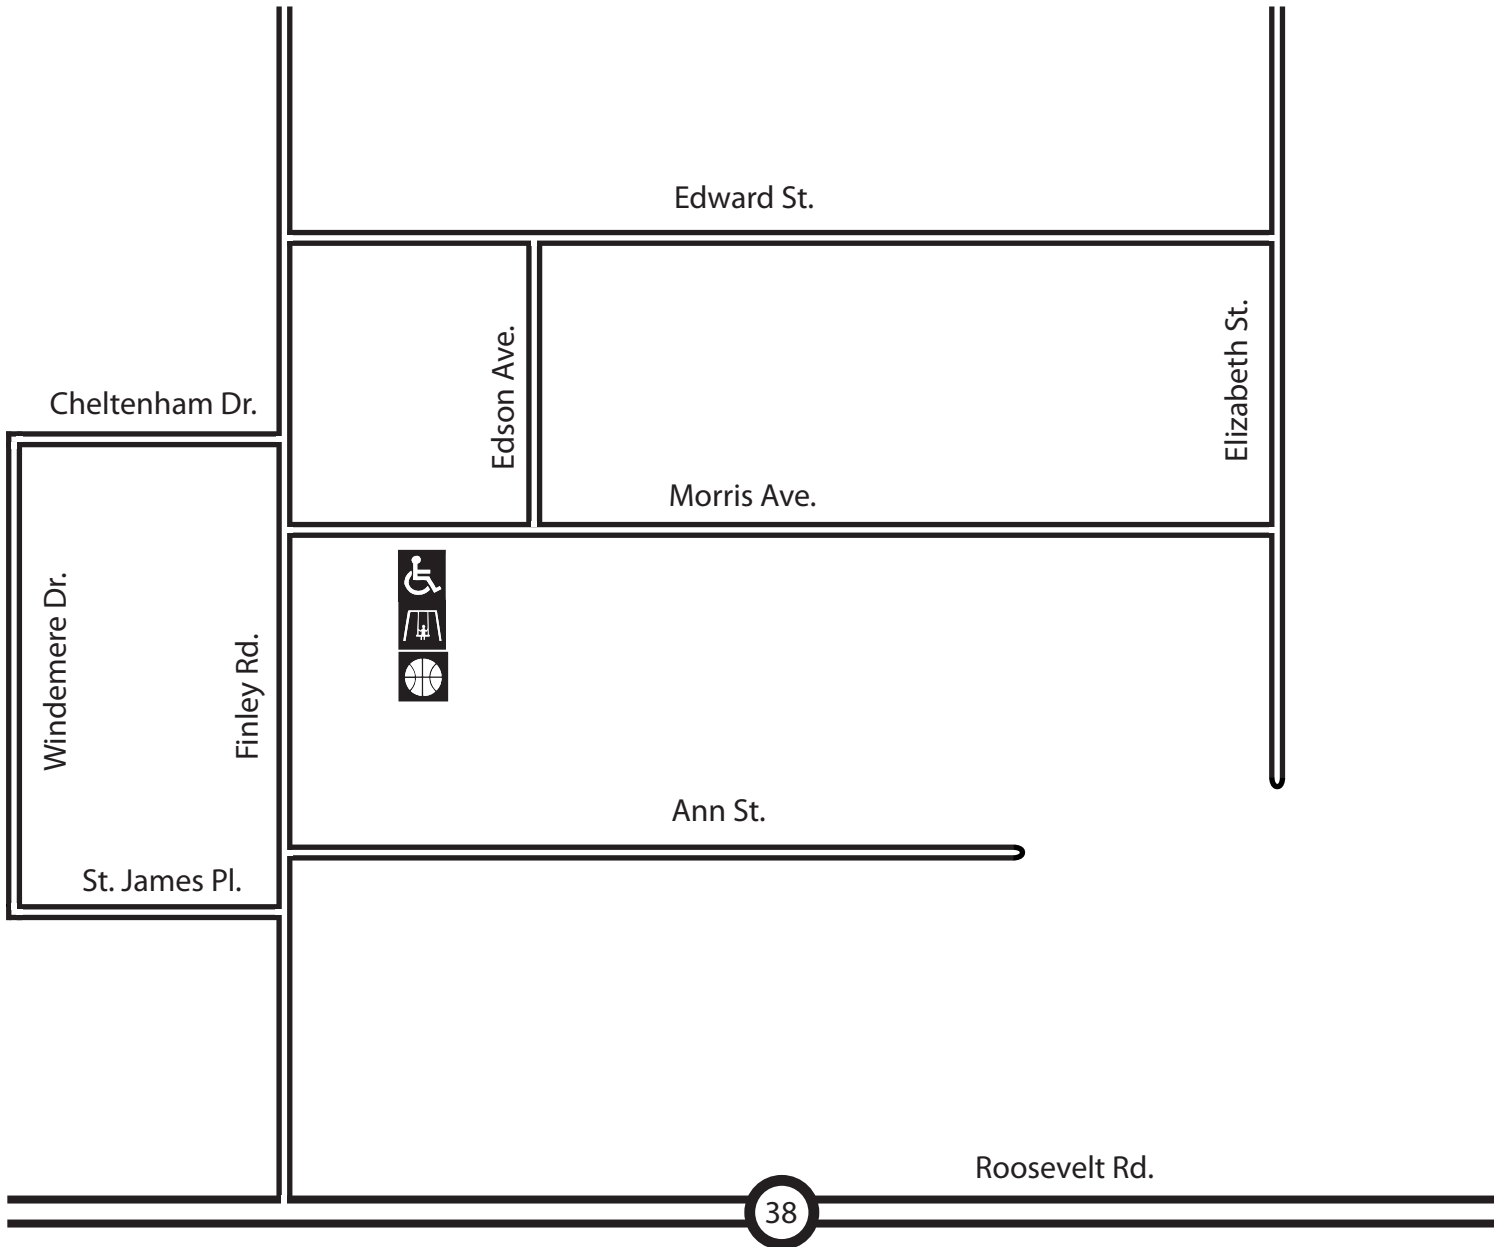 Edward St.
Edson Ave.
Elizabeth St.
Cheltenham Dr.
Morris Ave.
Windemere Dr.
Finley Rd.
Ann St.
St. James Pl.
Roosevelt Rd.
38